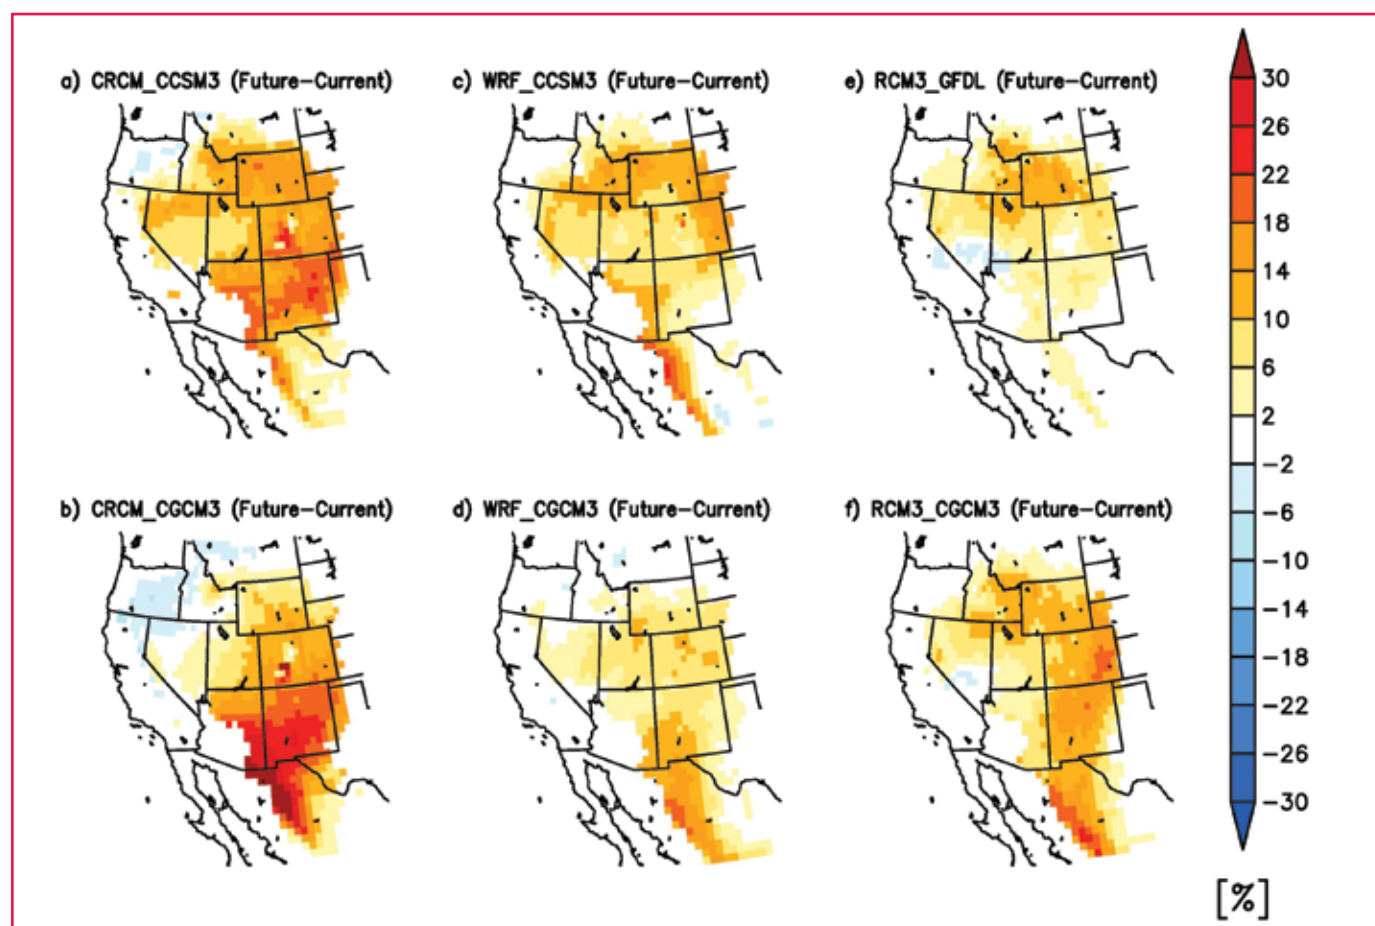 a) CRCM_CCSM3 (Future-Current)
c) WRF_CCSM3 (Future-Current)
e) RCM3_GFDL (Future-Current)
b) CRCM_CGCM3 (Future-Current)
d) WRF_CGCM3 (Future-Current)
f) RCM3_CGCM3 (Future-Current)
30
26
22
18
14
10
6
2
-2
-6
-10
-14
-18
-22
-26
-30
[%]